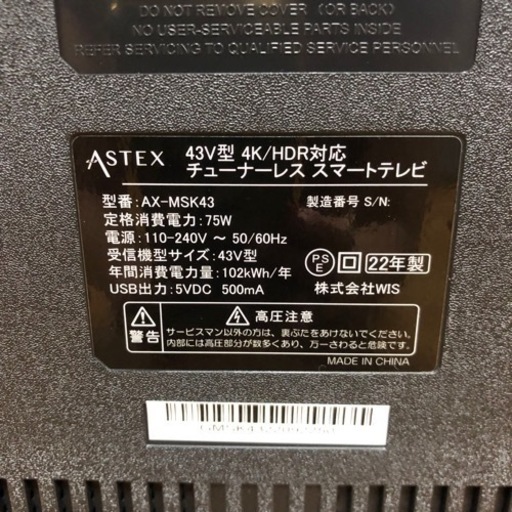 DO NOT REMOVE COVER (OR BACK)
NO USER-SERVICEABLE PARTS INSIDE
REFER SERVICING TO QUALIFIED SERVICE PERSONNEL
ASTEX 43V型 4K/HDR対応
チューナーレス スマートテレビ
型番:AX-MSK43 製造番号 S/N:
定格消費電力:75W
電源:110-240V ～ 50/60Hz
受信機型サイズ:43V型 PSE 22年製
年間消費電力量:102kWh/年
USB出力:5VDC 500mA 株式会社WIS
警告 高圧注意
サービスマン以外の方は、裏ぶたをあけないでください。
内部には高圧部分が数多くあり、万一さわると危険です。
MADE IN CHINA